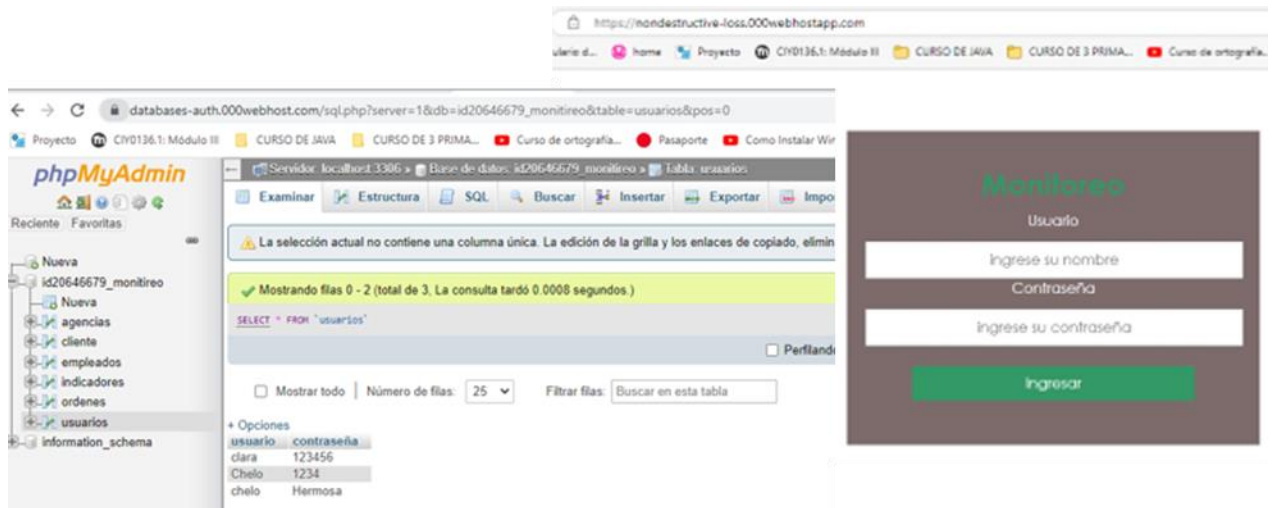 https://nondestructive-loss.000webhostapp.com
ulario d... home Proyecto CIY0136.1: Módulo III CURSO DE JAVA CURSO DE 3 PRIMA... Curso de ortografía...
databases-auth.000webhost.com/sql.php?server=1&db=id20646679_monitireo&table=usuarios&pos=0
Proyecto CIY0136.1: Módulo III CURSO DE JAVA CURSO DE 3 PRIMA... Curso de ortografía... Pasaporte Como Instalar Wir
phpMyAdmin
Reciente Favoritas
Nueva
id20646679_monitireo
Nueva
agencias
cliente
empleados
indicadores
ordenes
usuarios
information_schema
Servidor: localhost:3306 » Base de datos: id20646679_monitireo » Tabla: usuarios
Examinar Estructura SQL Buscar Insertar Exportar Impo
La selección actual no contiene una columna única. La edición de la grilla y los enlaces de copiado, elimin
Mostrando filas 0 - 2 (total de 3, La consulta tardó 0.0008 segundos.)
SELECT * FROM `usuarios`
Perfilando
Mostrar todo | Número de filas: 25 Filtrar filas: Buscar en esta tabla
+ Opciones
usuario contraseña
clara 123456
Chelo 1234
chelo Hermosa
Monitoreo
Usuario
Ingrese su nombre
Contraseña
Ingrese su contraseña
Ingresar